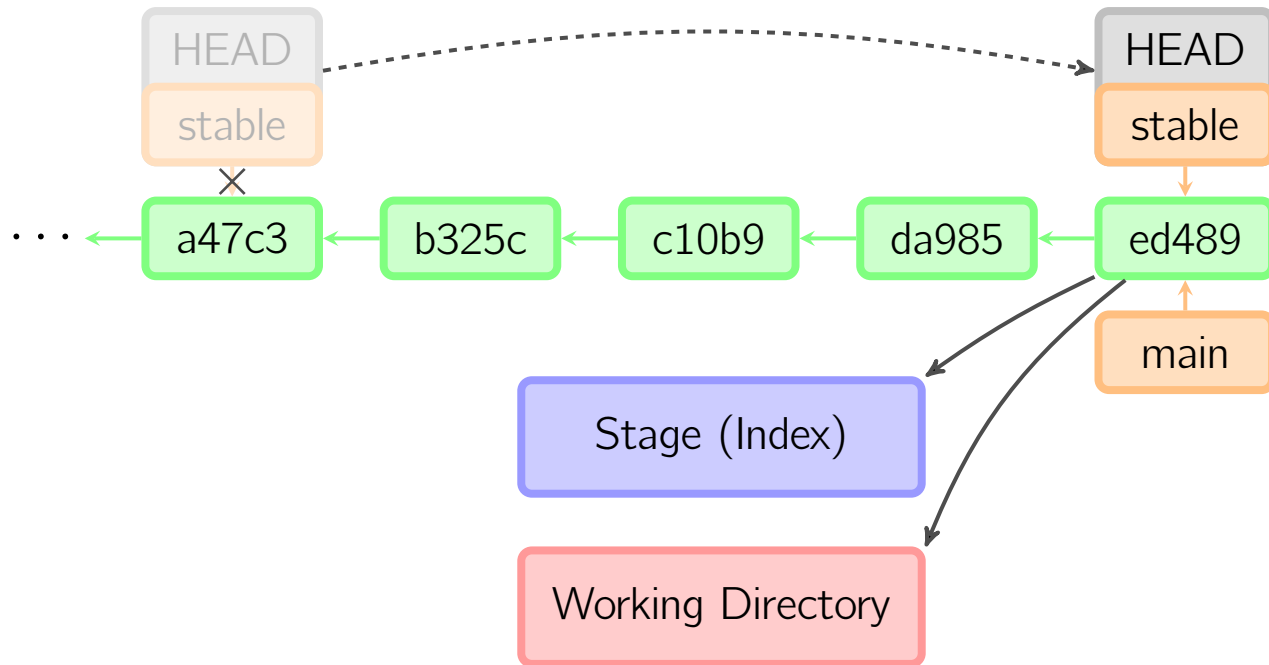 HEAD
HEAD
stable
stable
··· a47c3 b325c c10b9 da985 ed489
main
Stage (Index)
Working Directory